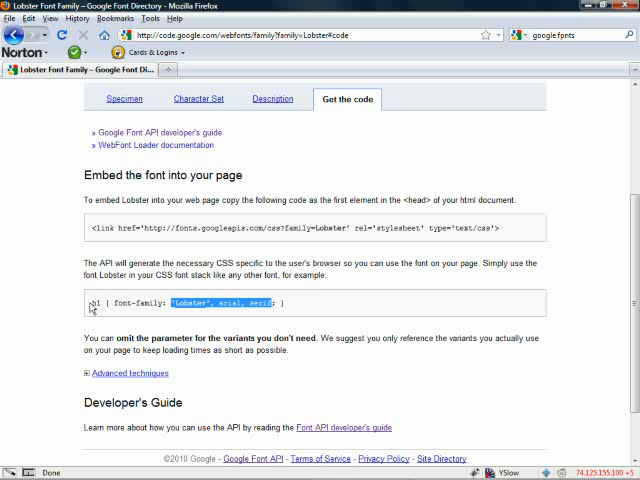 Lobster Font Family – Google Font Directory - Mozilla Firefox
File Edit View History Bookmarks Tools Help
http://code.google.com/webfonts/family?family=Lobster#code
google fpnts
Norton
Cards & Logins
Lobster Font Family – Google Font Di...
Specimen Character Set Description Get the code
» Google Font API developer's guide
» WebFont Loader documentation
Embed the font into your page
To embed Lobster into your web page copy the following code as the first element in the <head> of your html document.
<link href='http://fonts.googleapis.com/css?family=Lobster' rel='stylesheet' type='text/css'>
The API will generate the necessary CSS specific to the user's browser so you can use the font on your page. Simply use the
font Lobster in your CSS font stack like any other font, for example:
h1 { font-family: 'Lobster', arial, serif; }
You can omit the parameter for the variants you don't need. We suggest you only reference the variants you actually use
on your page to keep loading times as short as possible.
Advanced techniques
Developer's Guide
Learn more about how you can use the API by reading the Font API developer's guide
©2010 Google - Google Font API - Terms of Service - Privacy Policy - Site Directory
Done
YSlow
74.125.155.100 +5